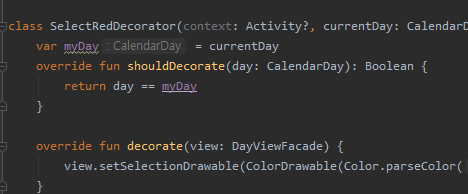 class SelectRedDecorator(context: Activity?, currentDay: CalendarD
var myDay : CalendarDay = currentDay
override fun shouldDecorate(day: CalendarDay): Boolean {
return day == myDay
}
override fun decorate(view: DayViewFacade) {
view.setSelectionDrawable(ColorDrawable(Color.parseColor(
}